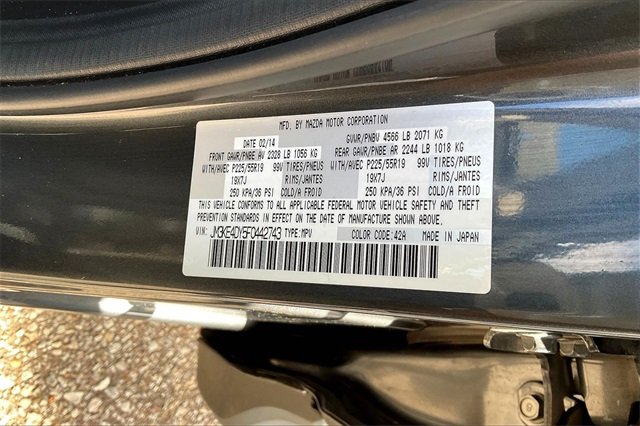 MFD. BY MAZDA MOTOR CORPORATION
DATE 02/14 GVWR/PNBV 4566 LB 2071 KG
FRONT GAWR/PNBE AV 2328 LB 1056 KG REAR GAWR/PNBE AR 2244 LB 1018 KG
WITH/AVEC P225/55R19 99V TIRES/PNEUS WITH/AVEC P225/55R19 99V TIRES/PNEUS
19X7J RIMS/JANTES 19X7J RIMS/JANTES
250 KPA/36 PSI COLD/A FROID 250 KPA/36 PSI COLD/A FROID
THIS VEHICLE CONFORMS TO ALL APPLICABLE FEDERAL MOTOR VEHICLE SAFETY AND THEFT
PREVENTION STANDARDS IN EFFECT ON THE DATE OF MANUFACTURE SHOWN ABOVE.
VIN: JM3KE4DY5F0442743 TYPE:MPV COLOR CODE:42A MADE IN JAPAN